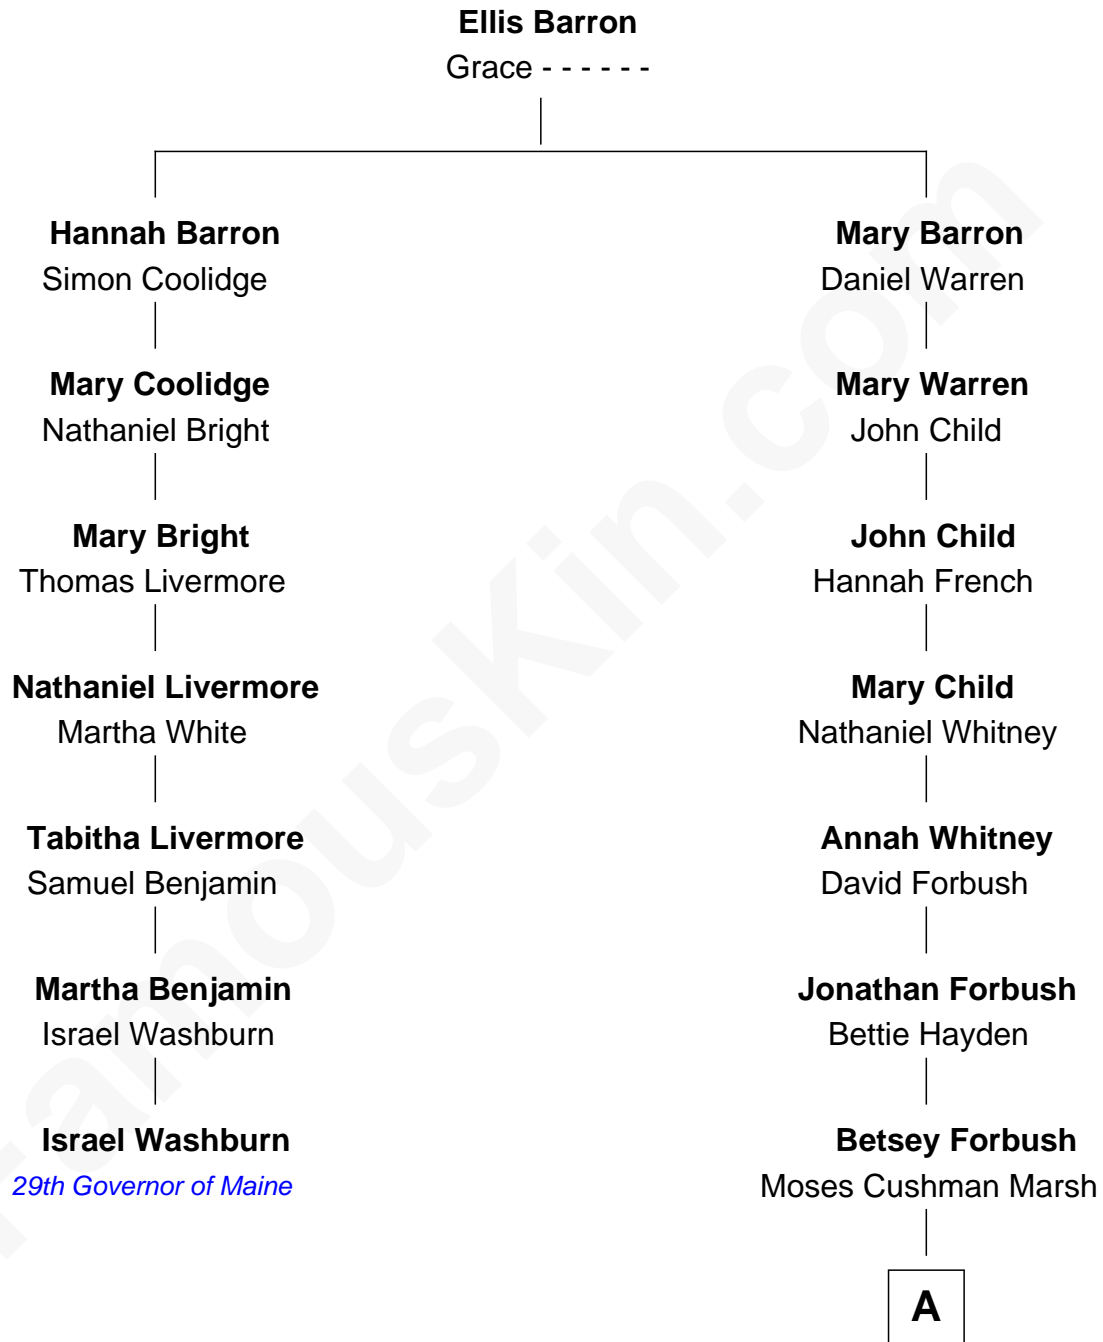 Ellis Barron
Grace - - - - - -
Hannah Barron
Simon Coolidge
Mary Barron
Daniel Warren
Mary Coolidge
Nathaniel Bright
Mary Warren
John Child
Mary Bright
Thomas Livermore
John Child
Hannah French
Nathaniel Livermore
Martha White
Mary Child
Nathaniel Whitney
Tabitha Livermore
Samuel Benjamin
Annah Whitney
David Forbush
Martha Benjamin
Israel Washburn
Jonathan Forbush
Bettie Hayden
Israel Washburn
29th Governor of Maine
Betsey Forbush
Moses Cushman Marsh
A
FamousKin.com